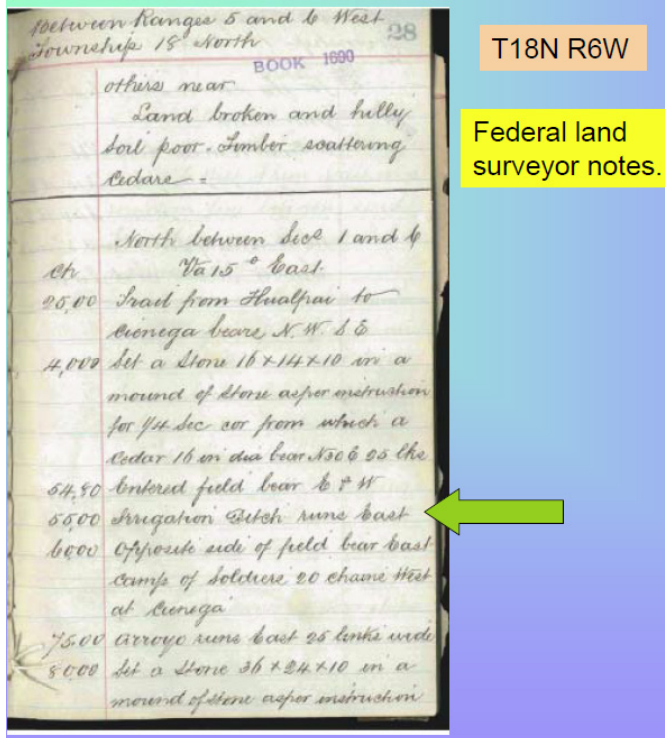 Between Ranges 5 and 6 West
Township 18 North
28
BOOK 1690
others near
Land broken and hilly
Soil poor. Timber scattering
Cedars
North between Secs 1 and 6
Ch Va 15° East.
25,00 Trail from Hualpai to
Cienega bears N.W. S E
4,000 Set a Stone 16 x 14 x 10 in a
mound of Stone as per instruction
for 1/4 Sec cor from which a
Cedar 16 in dia bear N30E 25 lks
54,80 Entered field bear E & W
55,00 Irrigation Ditch runs East
60,00 Opposite side of field bear East
Camp of Soldiers 20 chains West
at Cienega
75.00 Arroyo runs East 25 links wide
80.00 Set a Stone 36 x 24 x 10 in a
mound of stone as per instruction
T18N R6W
Federal land
surveyor notes.